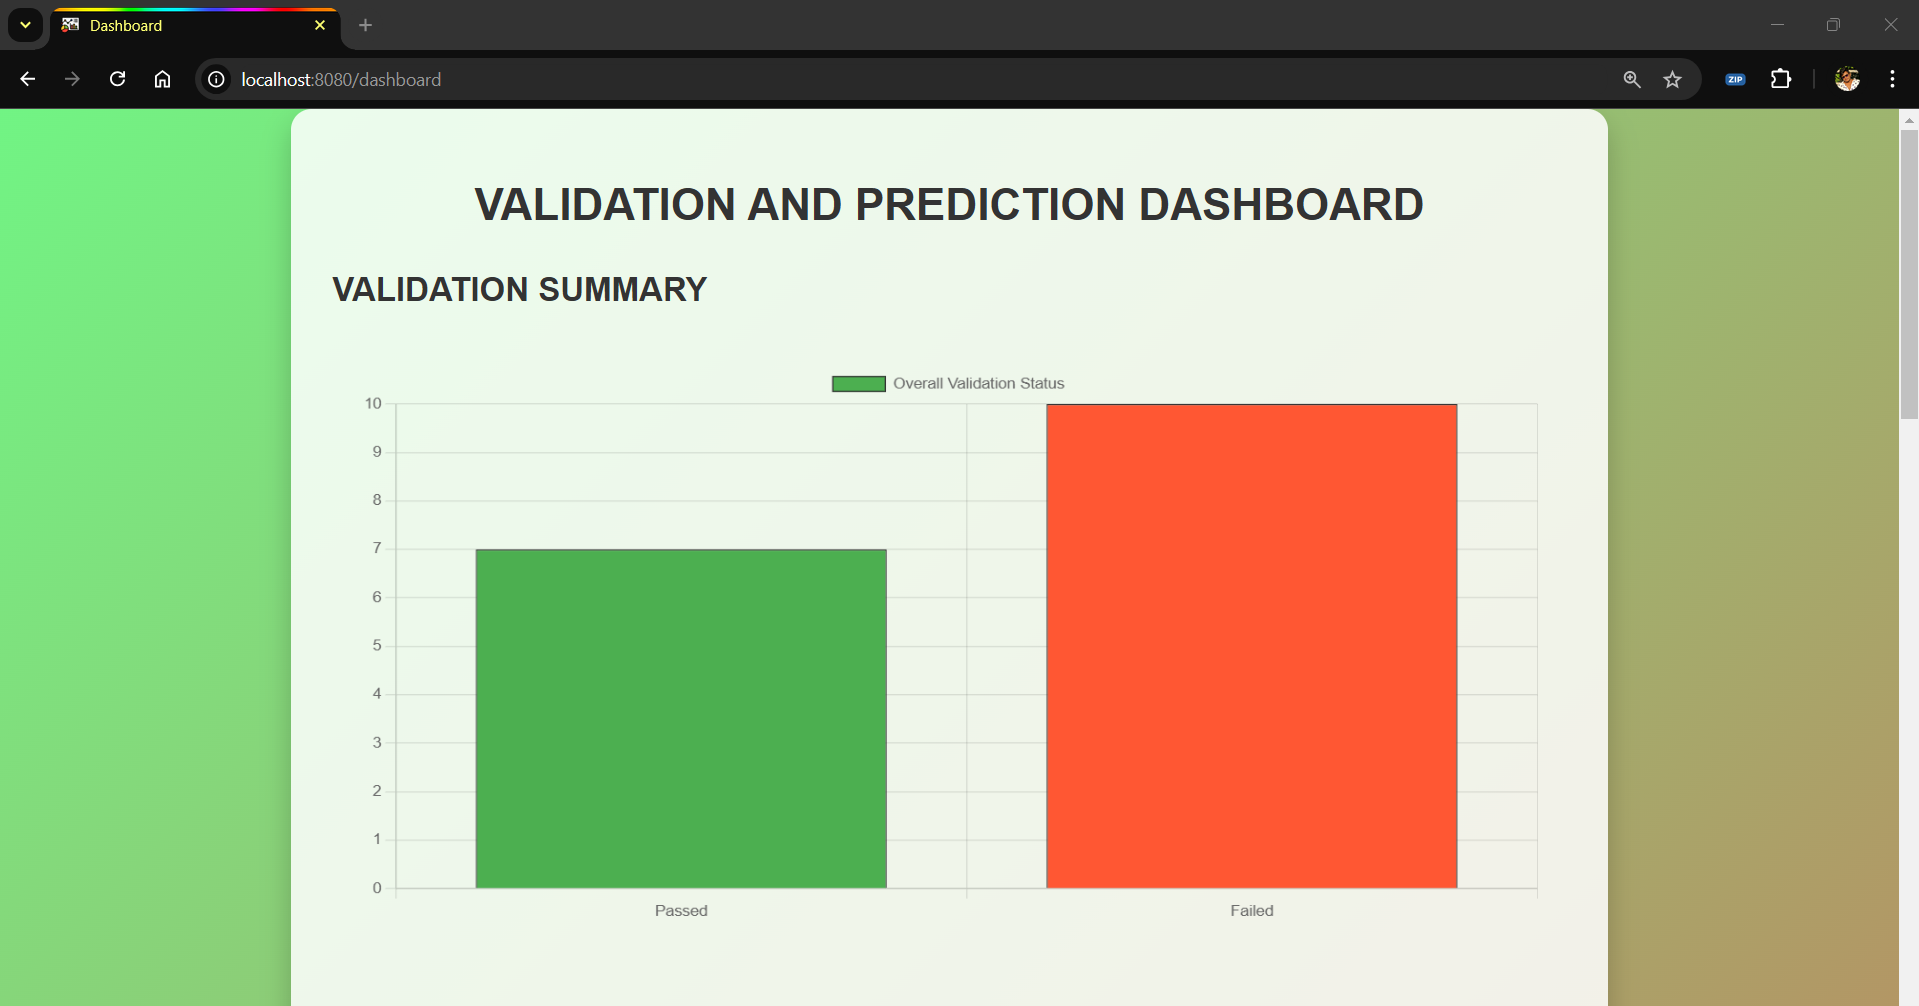 Dashboard
localhost:8080/dashboard
ZIP
VALIDATION AND PREDICTION DASHBOARD
VALIDATION SUMMARY
Overall Validation Status
10
9
8
7
6
5
4
3
2
1
0
Passed
Failed